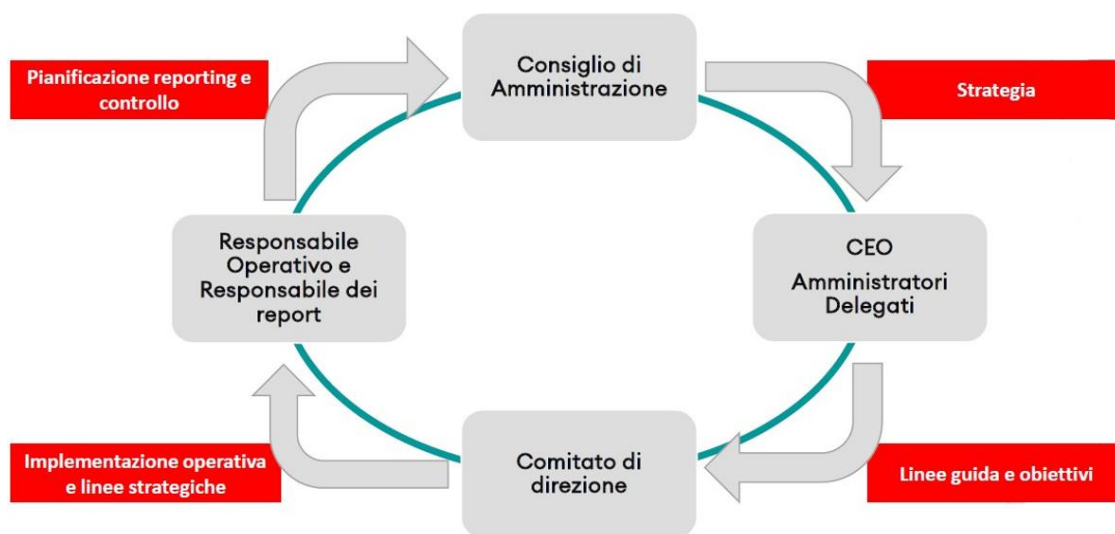 Consiglio di
Amministrazione
Pianificazione reporting e
controllo
Strategia
Responsabile
Operativo e
Responsabile dei
report
CEO
Amministratori
Delegati
Implementazione operativa
e linee strategiche
Comitato di
direzione
Linee guida e obiettivi